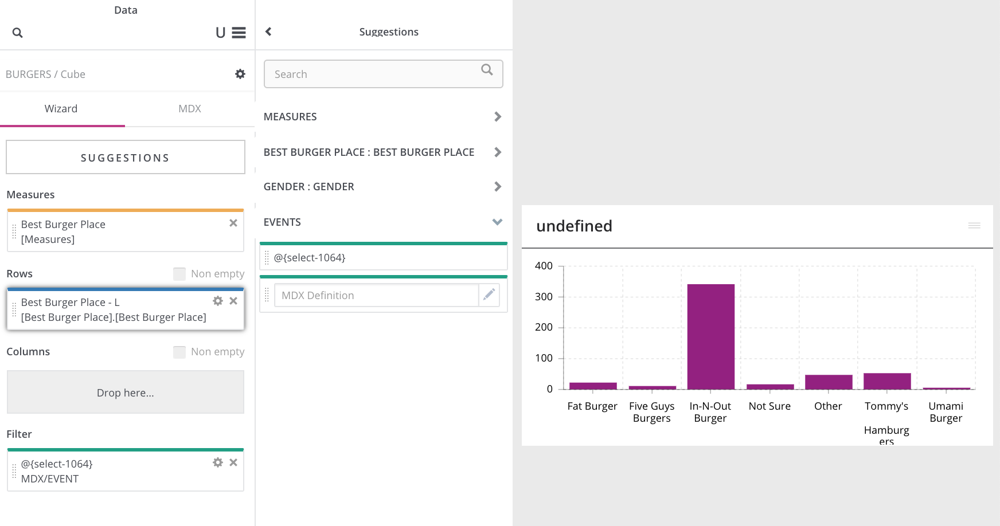 Data
U
BURGERS / Cube
Wizard
MDX
SUGGESTIONS
Measures
Best Burger Place
[Measures]
Rows
Non empty
Best Burger Place - L
[Best Burger Place].[Best Burger Place]
Columns
Non empty
Drop here...
Filter
@{select-1064}
MDX/EVENT
Suggestions
Search
MEASURES
BEST BURGER PLACE : BEST BURGER PLACE
GENDER : GENDER
EVENTS
@{select-1064}
MDX Definition
undefined
400
300
200
100
0
Fat Burger
Five Guys
Burgers
In-N-Out
Burger
Not Sure
Other
Tommy's
Hamburg
ers
Umami
Burger